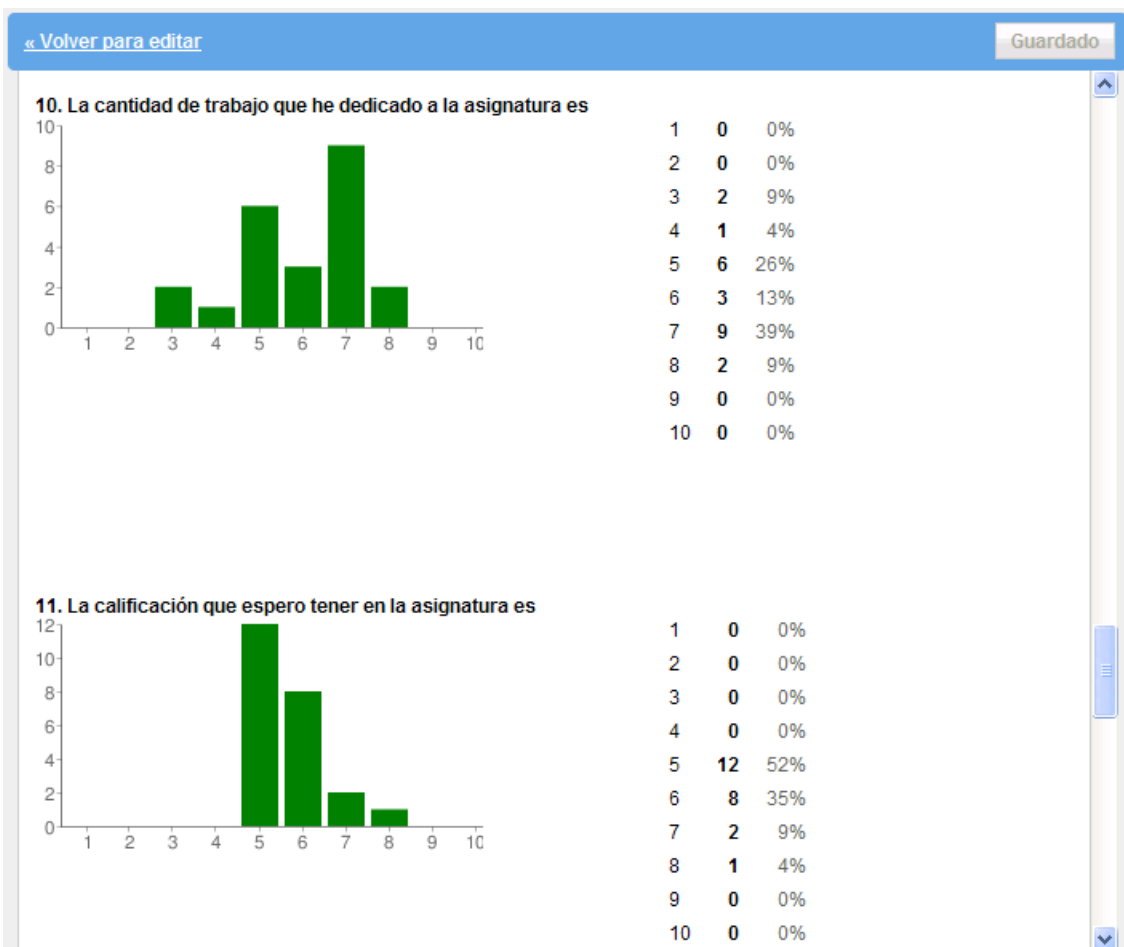 « Volver para editar
Guardado
10. La cantidad de trabajo que he dedicado a la asignatura es
10
8
6
4
2
0
1 2 3 4 5 6 7 8 9 10
1 0 0%
2 0 0%
3 2 9%
4 1 4%
5 6 26%
6 3 13%
7 9 39%
8 2 9%
9 0 0%
10 0 0%
11. La calificación que espero tener en la asignatura es
12
10
8
6
4
2
0
1 2 3 4 5 6 7 8 9 10
1 0 0%
2 0 0%
3 0 0%
4 0 0%
5 12 52%
6 8 35%
7 2 9%
8 1 4%
9 0 0%
10 0 0%